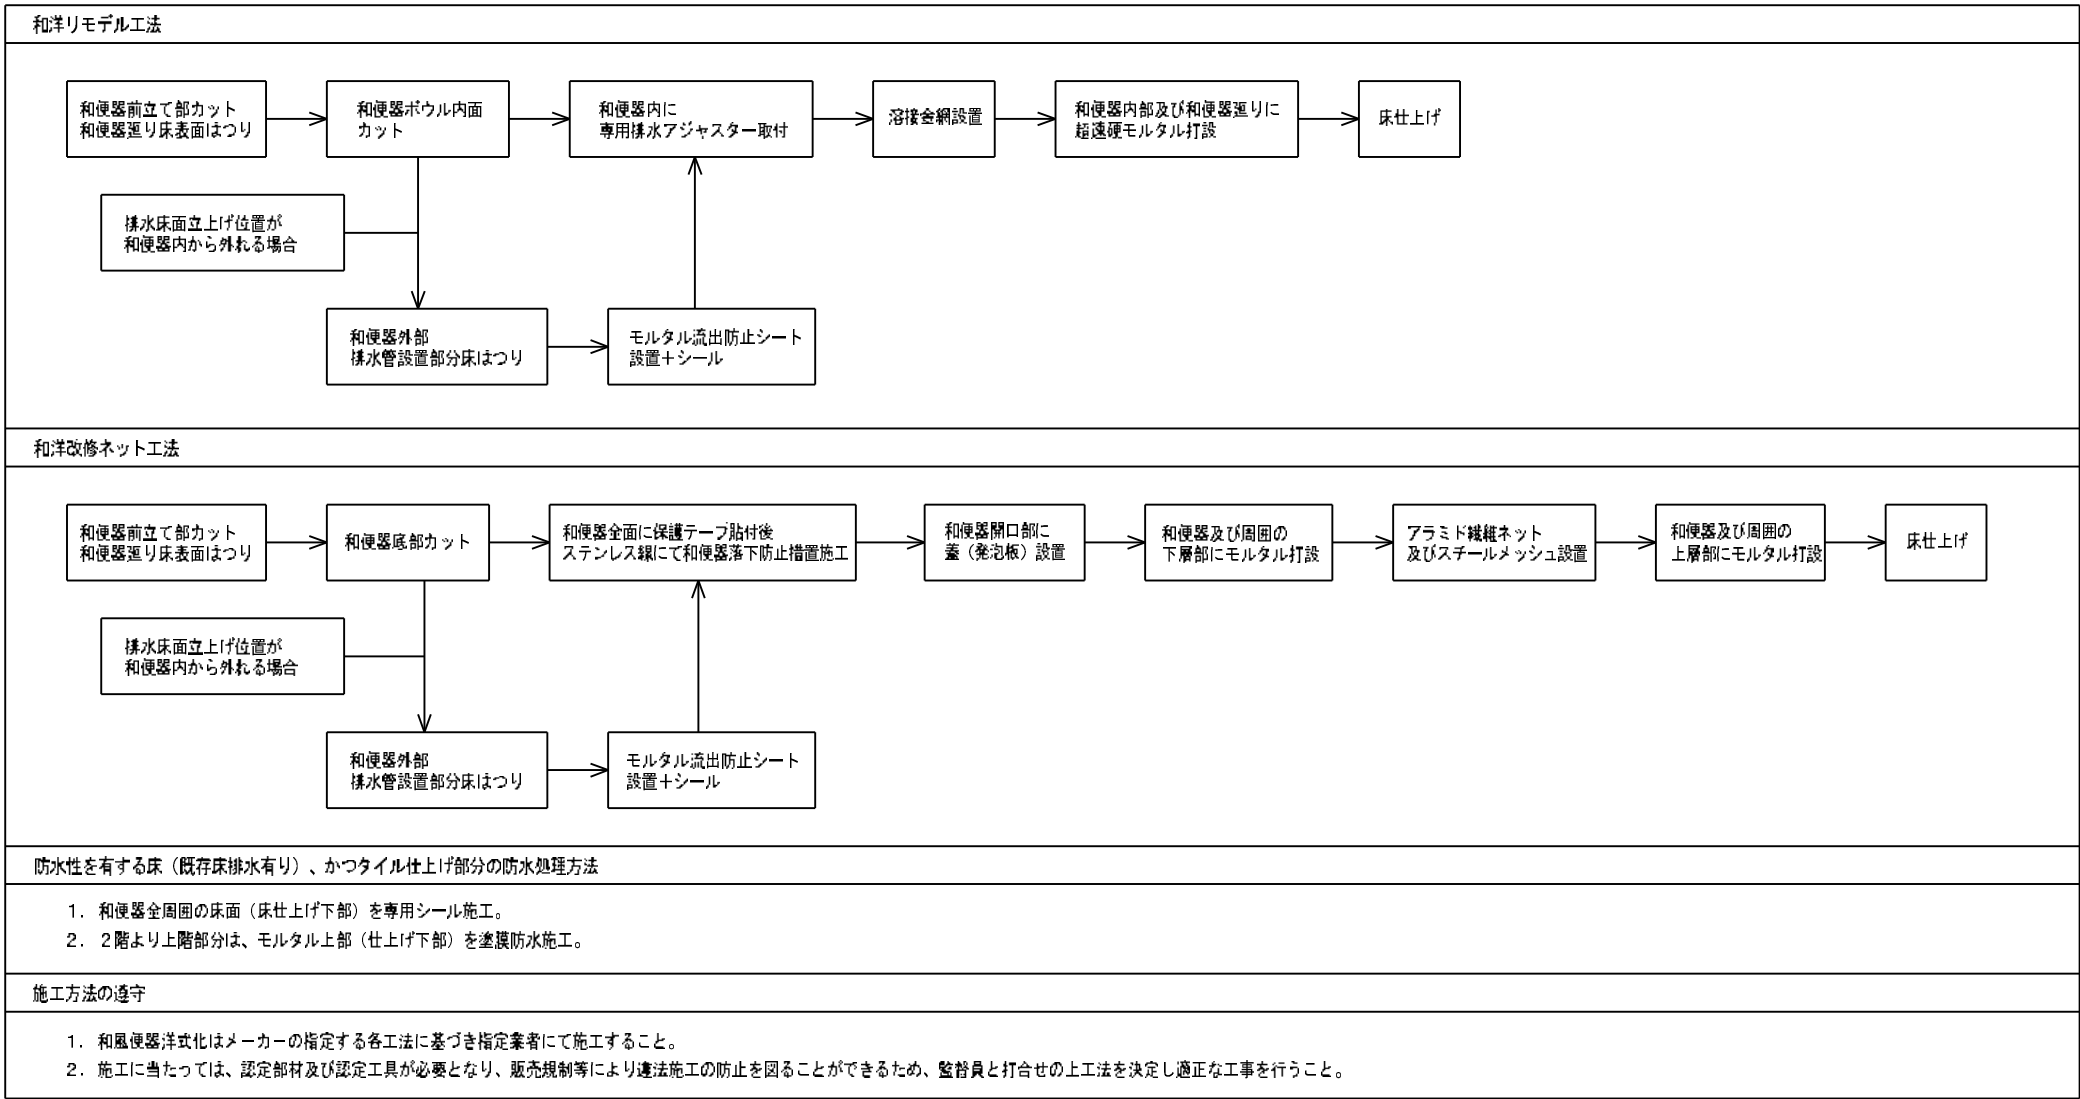 和洋リモデル工法
和便器前立て部カット
和便器廻り床表面はつり
和便器ボウル内面
カット
和便器内に
専用排水アジャスター取付
溶接金網設置
和便器内部及び和便器廻りに
超速硬モルタル打設
床仕上げ
排水床面立上げ位置が
和便器内から外れる場合
和便器外部
排水管設置部分床はつり
モルタル流出防止シート
設置＋シール
和洋改修ネット工法
和便器前立て部カット
和便器廻り床表面はつり
和便器底部カット
和便器全面に保護テープ貼付後
ステンレス線にて和便器落下防止措置施工
和便器開口部に
蓋（発泡板）設置
和便器及び周囲の
下層部にモルタル打設
アラミド繊維ネット
及びスチールメッシュ設置
和便器及び周囲の
上層部にモルタル打設
床仕上げ
排水床面立上げ位置が
和便器内から外れる場合
和便器外部
排水管設置部分床はつり
モルタル流出防止シート
設置＋シール
防水性を有する床（既存床排水有り）、かつタイル仕上げ部分の防水処理方法
１．和便器全周囲の床面（床仕上げ下部）を専用シール施工。
２．２階より上階部分は、モルタル上部（仕上げ下部）を塗膜防水施工。
施工方法の遵守
１．和風便器洋式化はメーカーの指定する各工法に基づき指定業者にて施工すること。
２．施工に当たっては、認定部材及び認定工具が必要となり、販売規制等により違法施工の防止を図ることができるため、監督員と打合せの上工法を決定し適正な工事を行うこと。